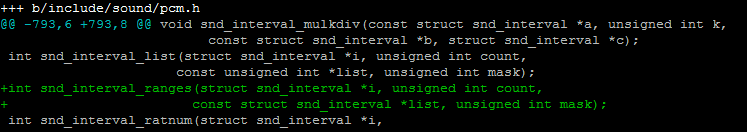 +++ b/include/sound/pcm.h
@@ -793,6 +793,8 @@ void snd_interval_mulkdiv(const struct snd_interval *a, unsigned int k,
                          const struct snd_interval *b, struct snd_interval *c);
 int snd_interval_list(struct snd_interval *i, unsigned int count,
                      const unsigned int *list, unsigned int mask);
+int snd_interval_ranges(struct snd_interval *i, unsigned int count,
+                       const struct snd_interval *list, unsigned int mask);
 int snd_interval_ratnum(struct snd_interval *i,